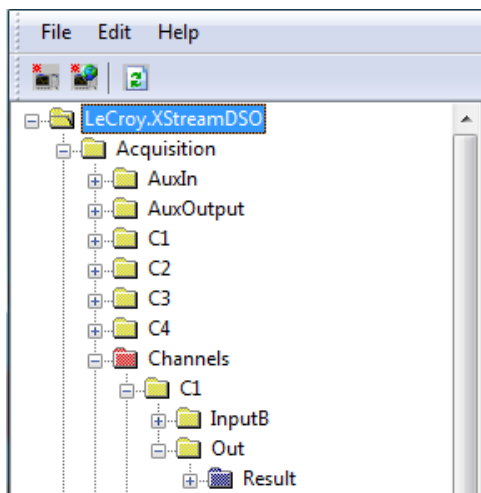 File Edit Help
LeCroy.XStreamDSO
Acquisition
AuxIn
AuxOutput
C1
C2
C3
C4
Channels
C1
InputB
Out
Result